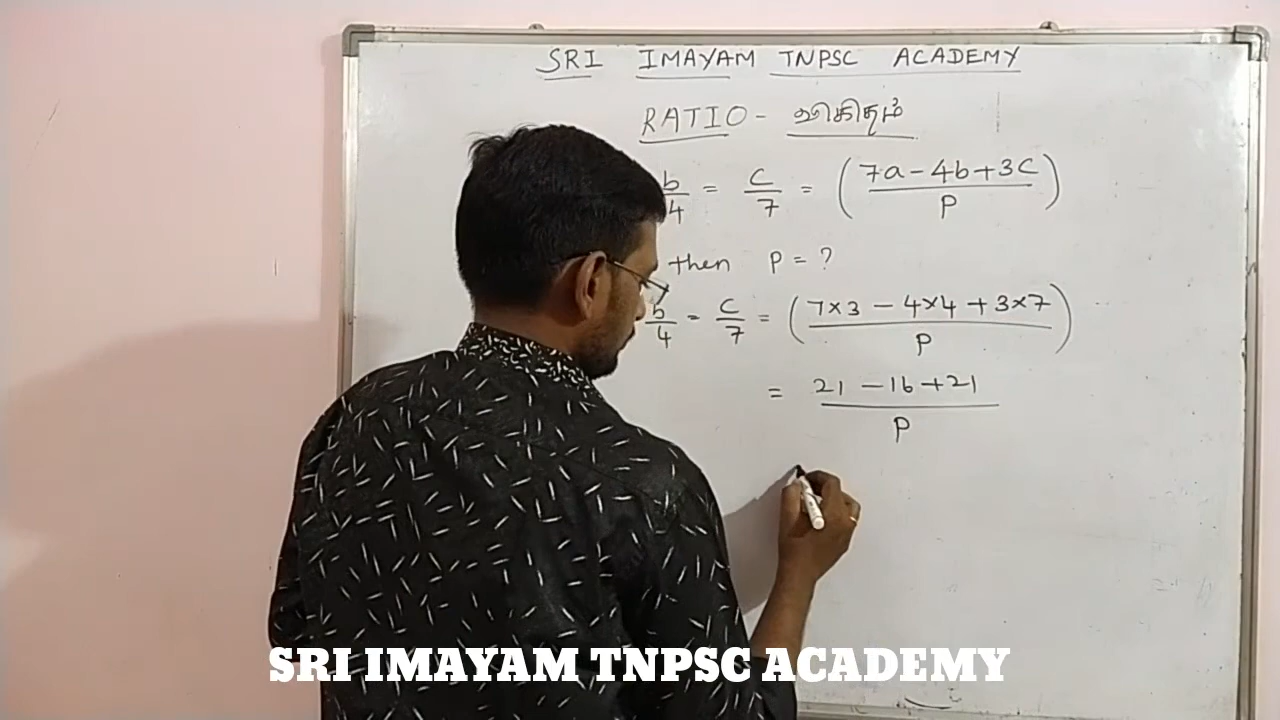 SRI IMAYAM TNPSC ACADEMY
RATIO - விகிதம்
b/4 = c/7 = (7a - 4b + 3c / P)
then P = ?
b/4 = c/7 = (7×3 - 4×4 + 3×7 / P)
= 21 - 16 + 21 / P
SRI IMAYAM TNPSC ACADEMY